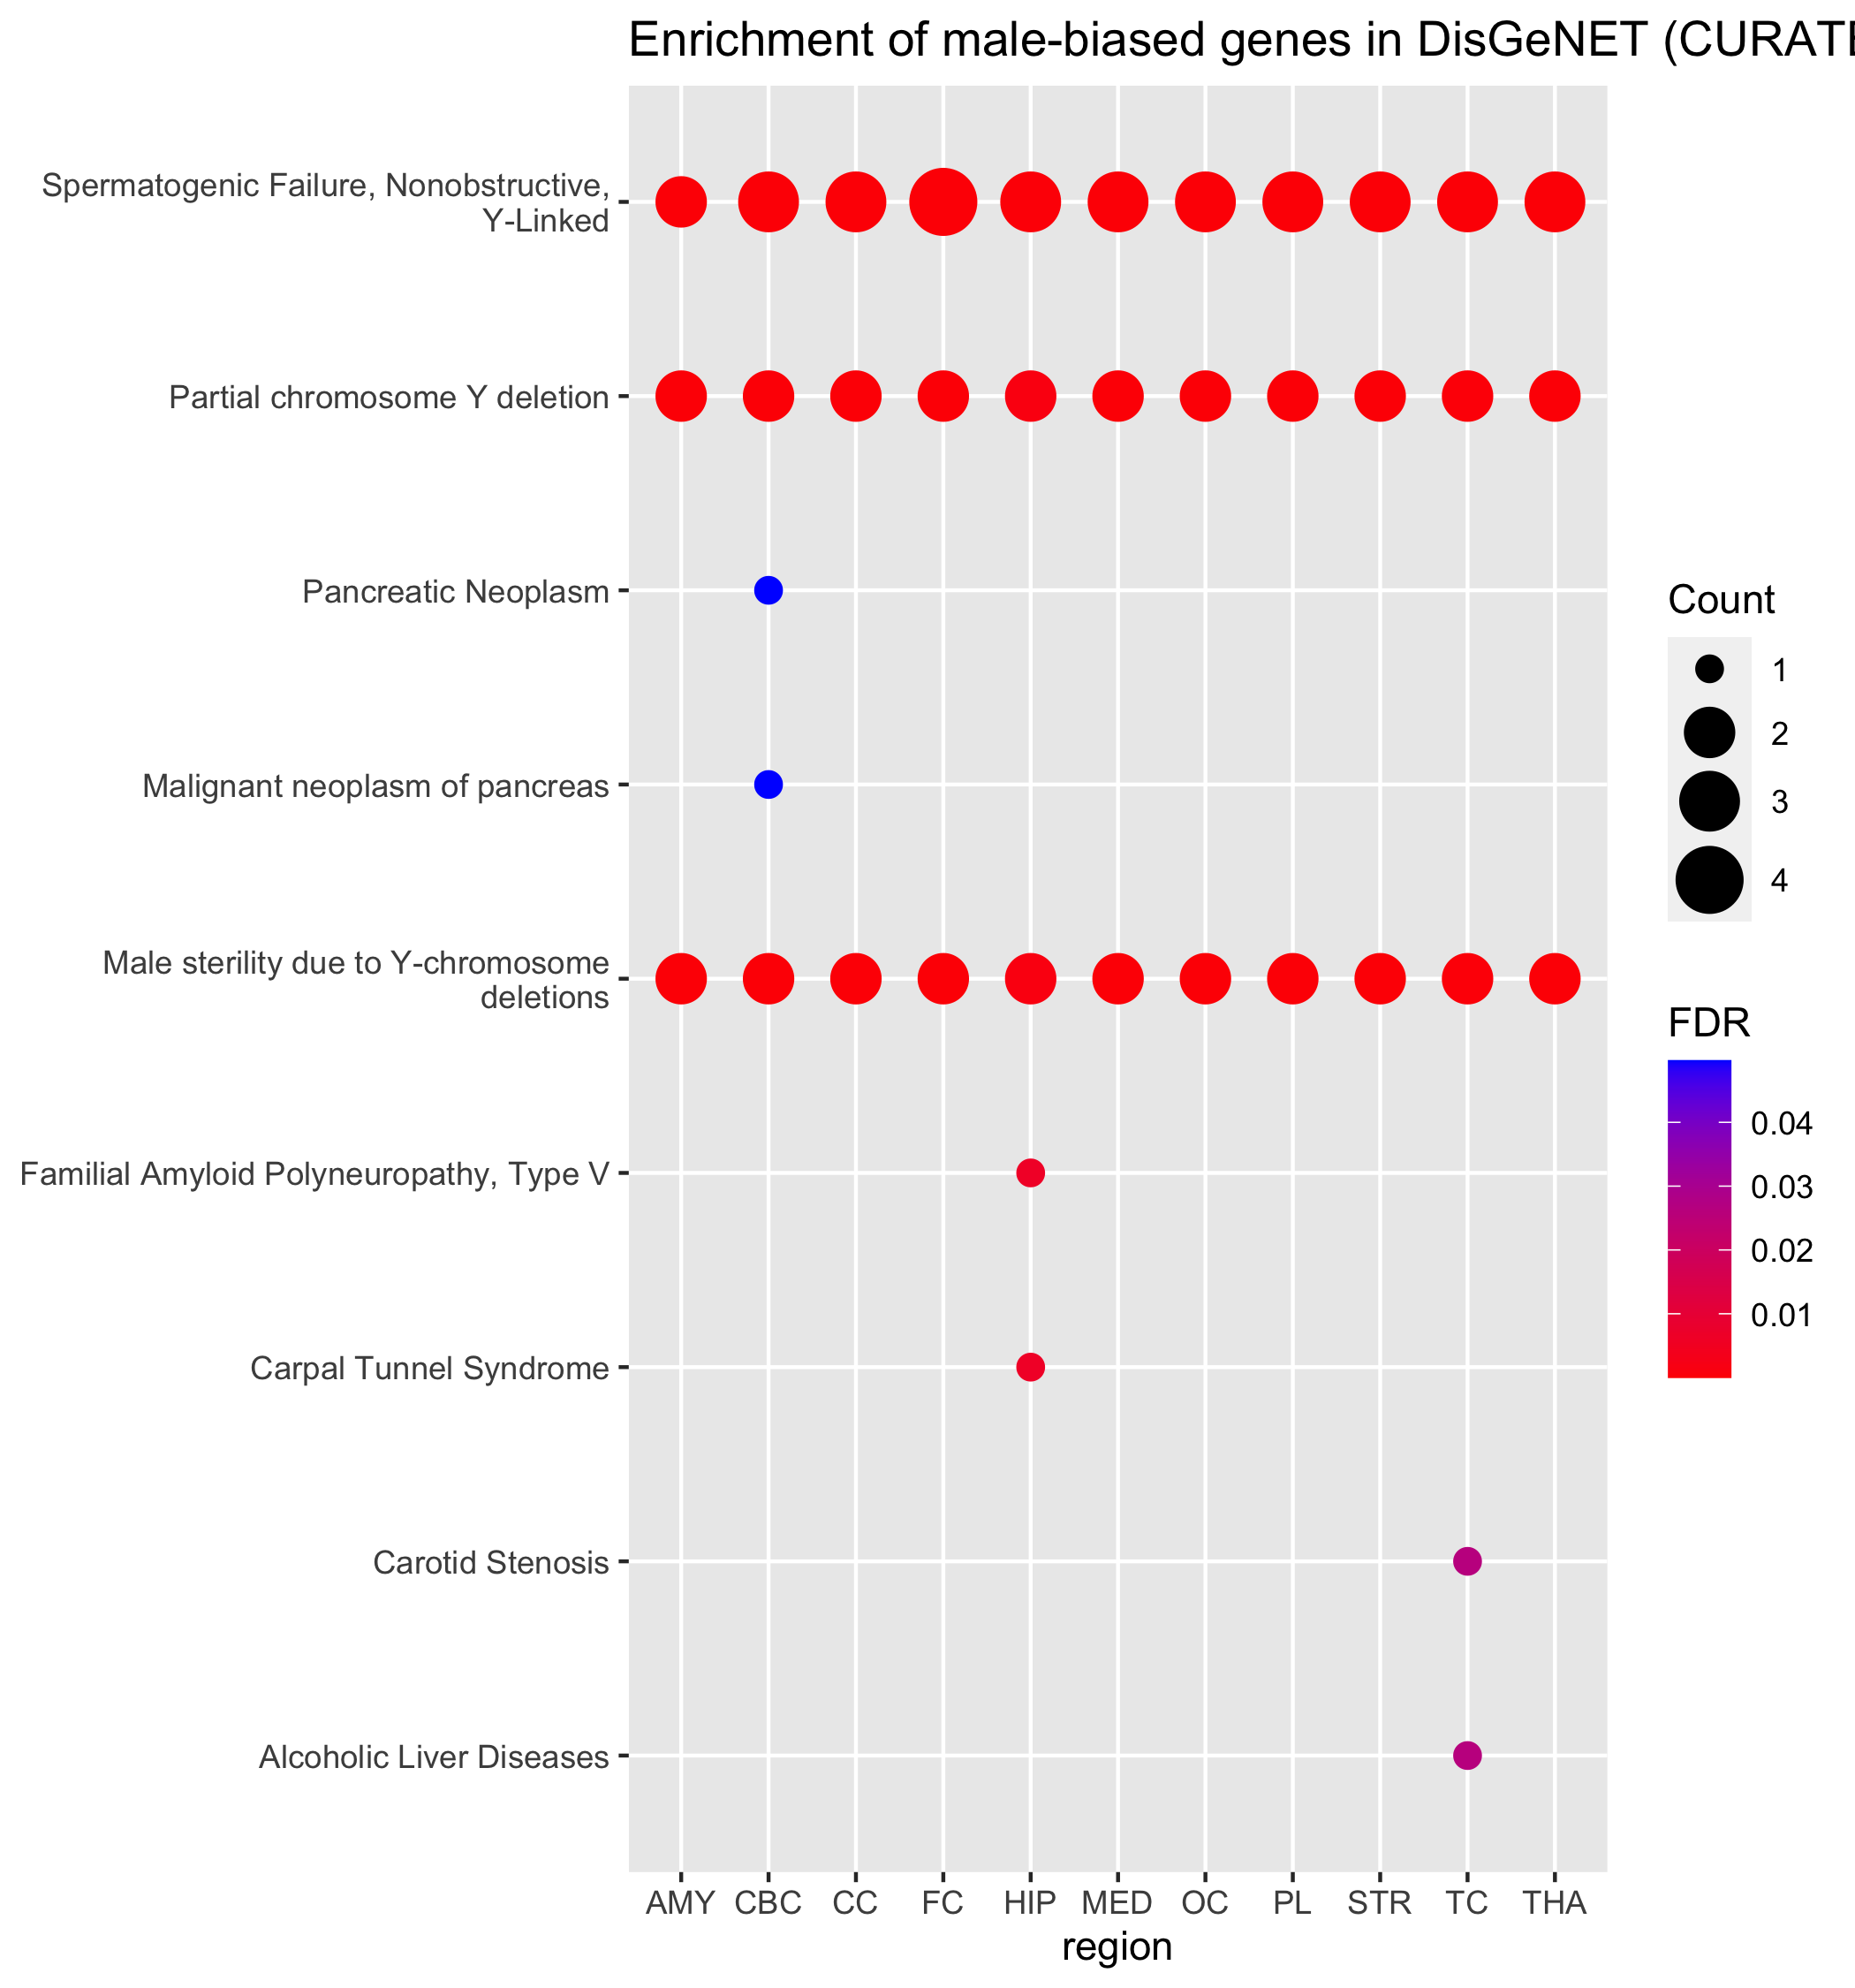 Enrichment of male-biased genes in DisGeNET (CURATE
Spermatogenic Failure, Nonobstructive,
Y-Linked
Partial chromosome Y deletion
Pancreatic Neoplasm
Malignant neoplasm of pancreas
Male sterility due to Y-chromosome
deletions
Familial Amyloid Polyneuropathy, Type V
Carpal Tunnel Syndrome
Carotid Stenosis
Alcoholic Liver Diseases
AMY CBC CC FC HIP MED OC PL STR TC THA
region
Count
1
2
3
4
FDR
0.04
0.03
0.02
0.01